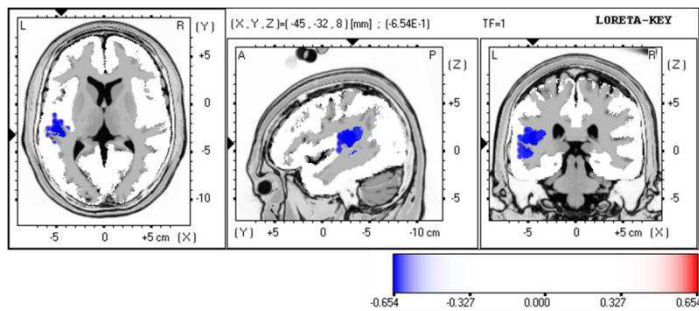 (X, Y, Z)=( -45 , -32 , 8 ) [mm] ; (-6.54E-1) TF=1 LORETA-KEY
L R (Y)
+5
0
-5
-10
-5 0 +5 cm (X)
A P (Z)
+5
0
-5
(Y) +5 0 -5 -10 cm
L R (Z)
+5
0
-5
-5 0 +5 cm (X)
-0.654 -0.327 0.000 0.327 0.654